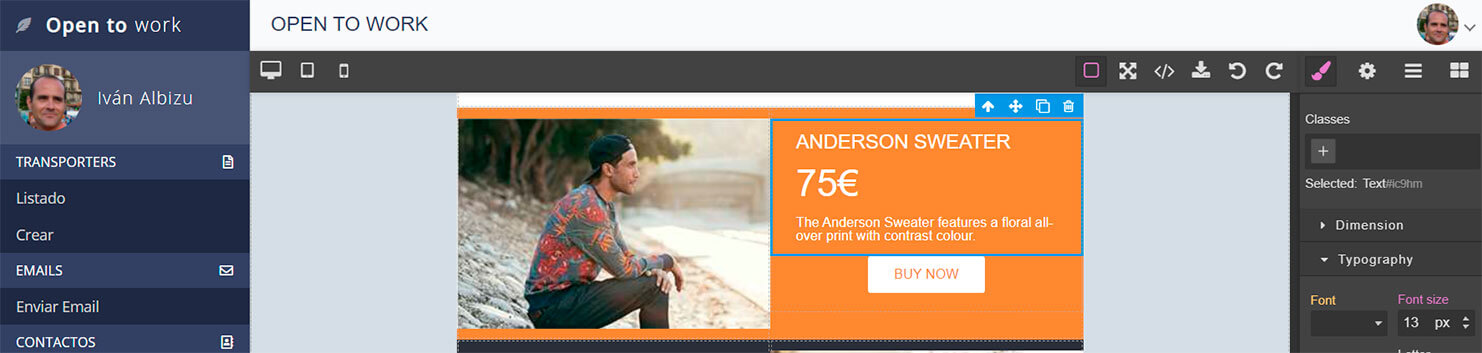 Open to work
OPEN TO WORK
Iván Albizu
TRANSPORTERS
Listado
Crear
EMAILS
Enviar Email
CONTACTOS
ANDERSON SWEATER
75€
The Anderson Sweater features a floral all-
over print with contrast colour.
BUY NOW
Classes
+
Selected: Text#ic9hm
Dimension
Typography
Font
Font size
13 px